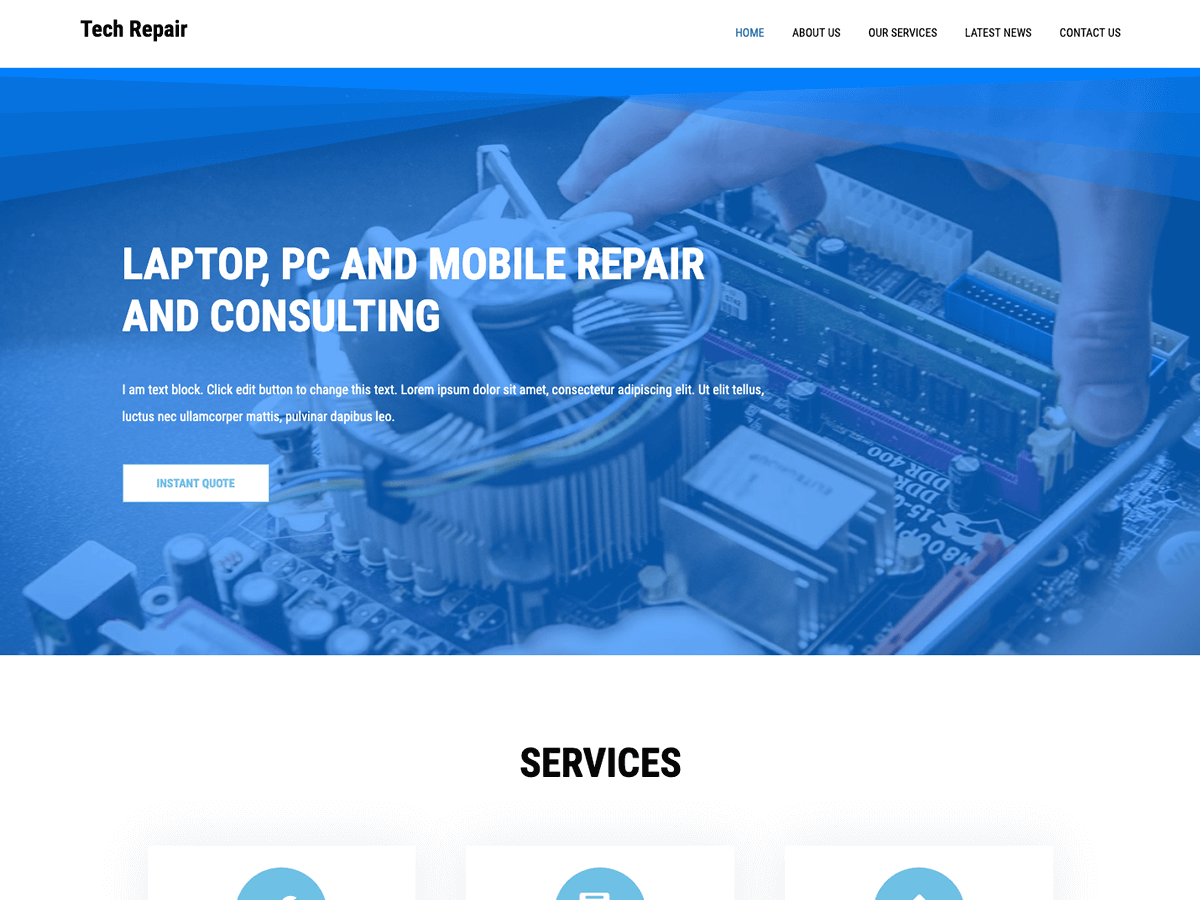 Tech Repair
HOME ABOUT US OUR SERVICES LATEST NEWS CONTACT US
LAPTOP, PC AND MOBILE REPAIR
AND CONSULTING
I am text block. Click edit button to change this text. Lorem ipsum dolor sit amet, consectetur adipiscing elit. Ut elit tellus,
luctus nec ullamcorper mattis, pulvinar dapibus leo.
INSTANT QUOTE
DDR 400
SERVICES